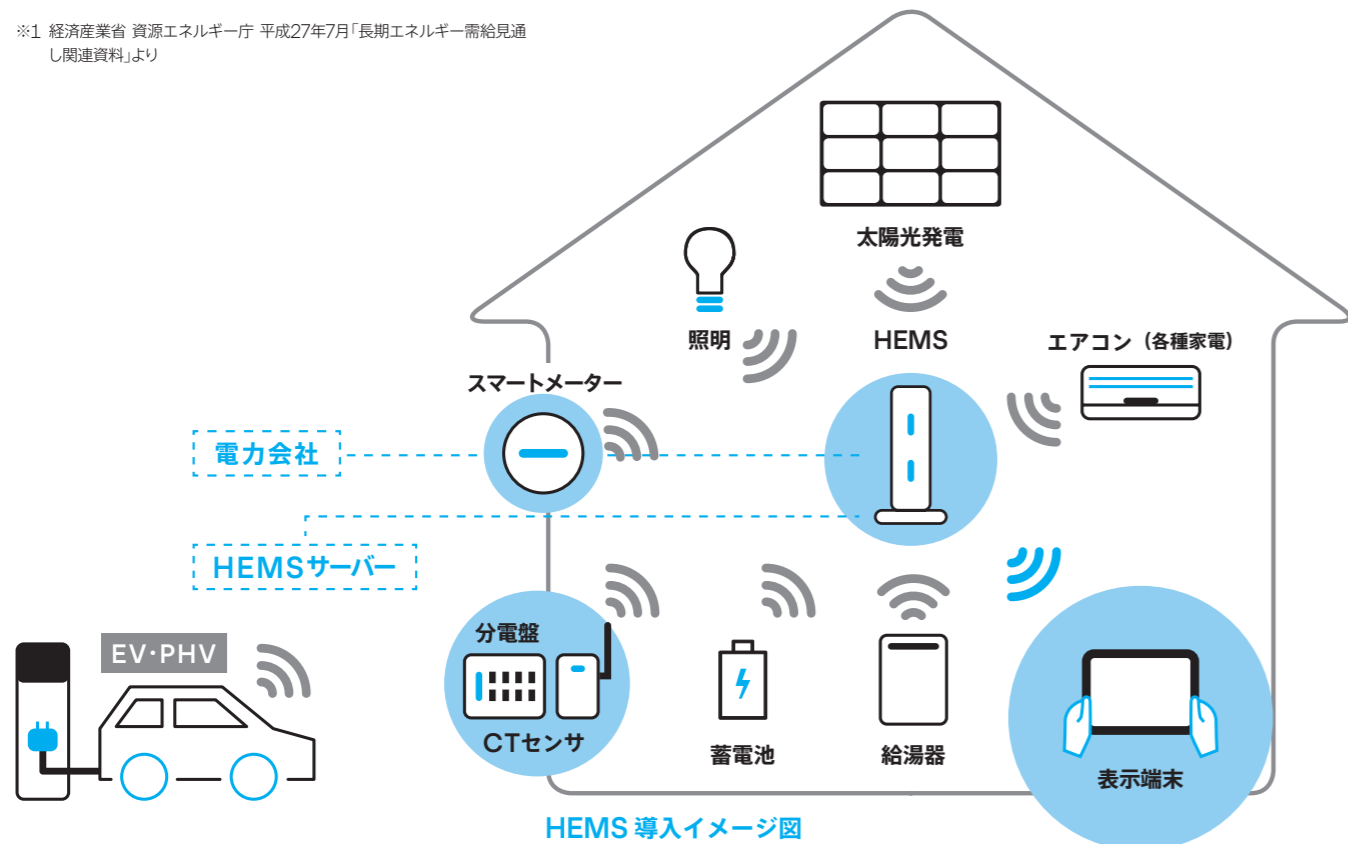 ※1 経済産業省 資源エネルギー庁 平成27年7月「長期エネルギー需給見通
し関連資料」より
太陽光発電
照明
HEMS
エアコン（各種家電）
スマートメーター
電力会社
HEMSサーバー
EV・PHV
分電盤
CTセンサ
蓄電池
給湯器
表示端末
HEMS 導入イメージ図